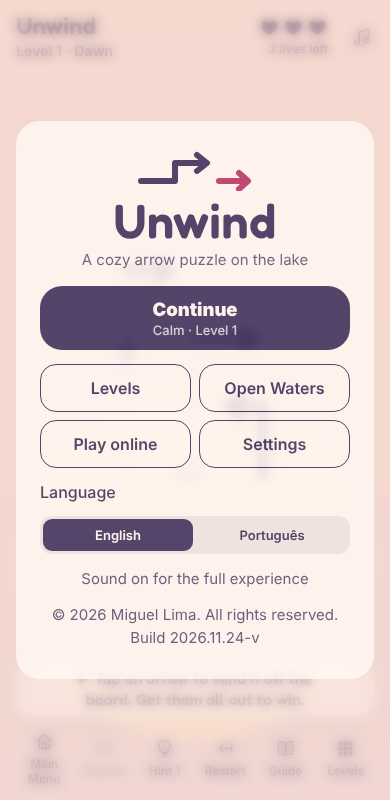 Unwind
Level 1 · Dawn
3 lives left
Unwind
A cozy arrow puzzle on the lake
Continue
Calm · Level 1
Levels
Open Waters
Play online
Settings
Language
English
Português
Sound on for the full experience
© 2026 Miguel Lima. All rights reserved.
Build 2026.11.24-v
Tap an arrow to send it off the
board. Get them all out to win.
Main
Menu
Hint 1
Restart
Guide
Levels